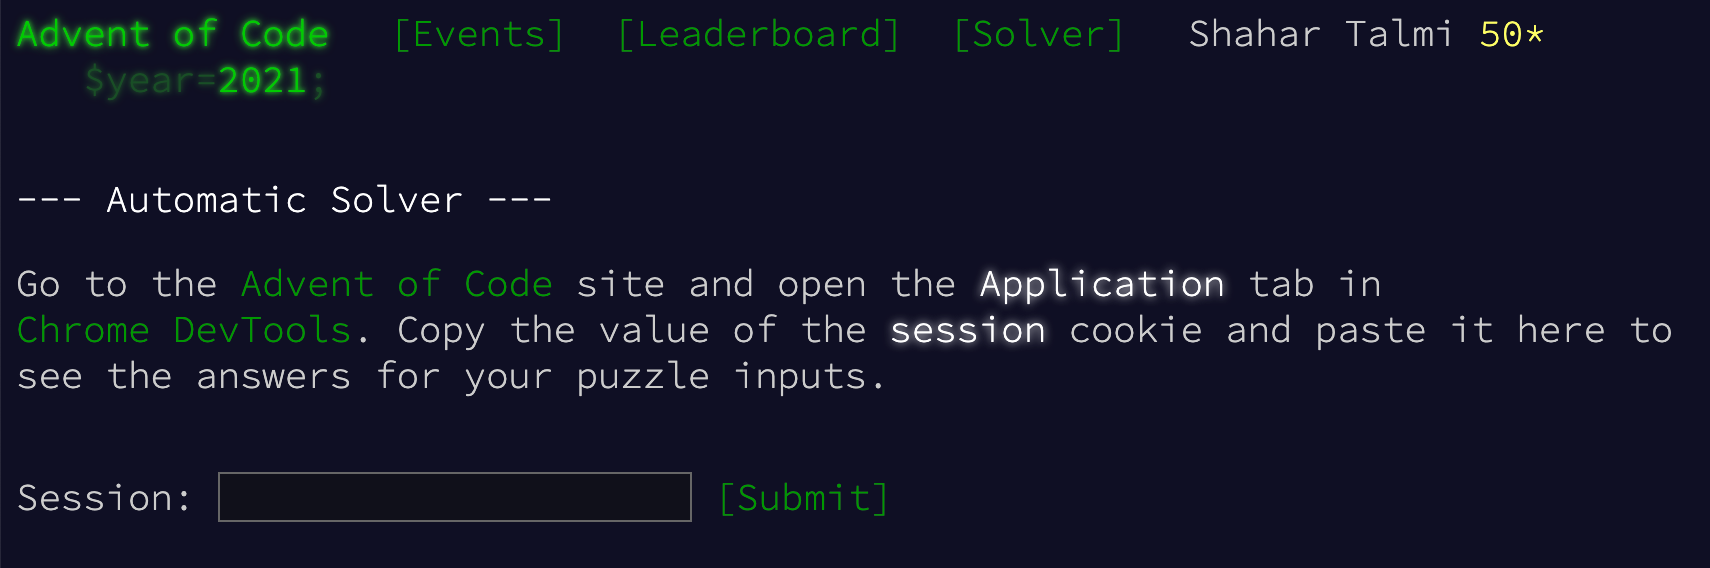 Advent of Code [Events] [Leaderboard] [Solver] Shahar Talmi 50*
$year=2021;
--- Automatic Solver ---
Go to the Advent of Code site and open the Application tab in
Chrome DevTools. Copy the value of the session cookie and paste it here to
see the answers for your puzzle inputs.
Session: [Submit]